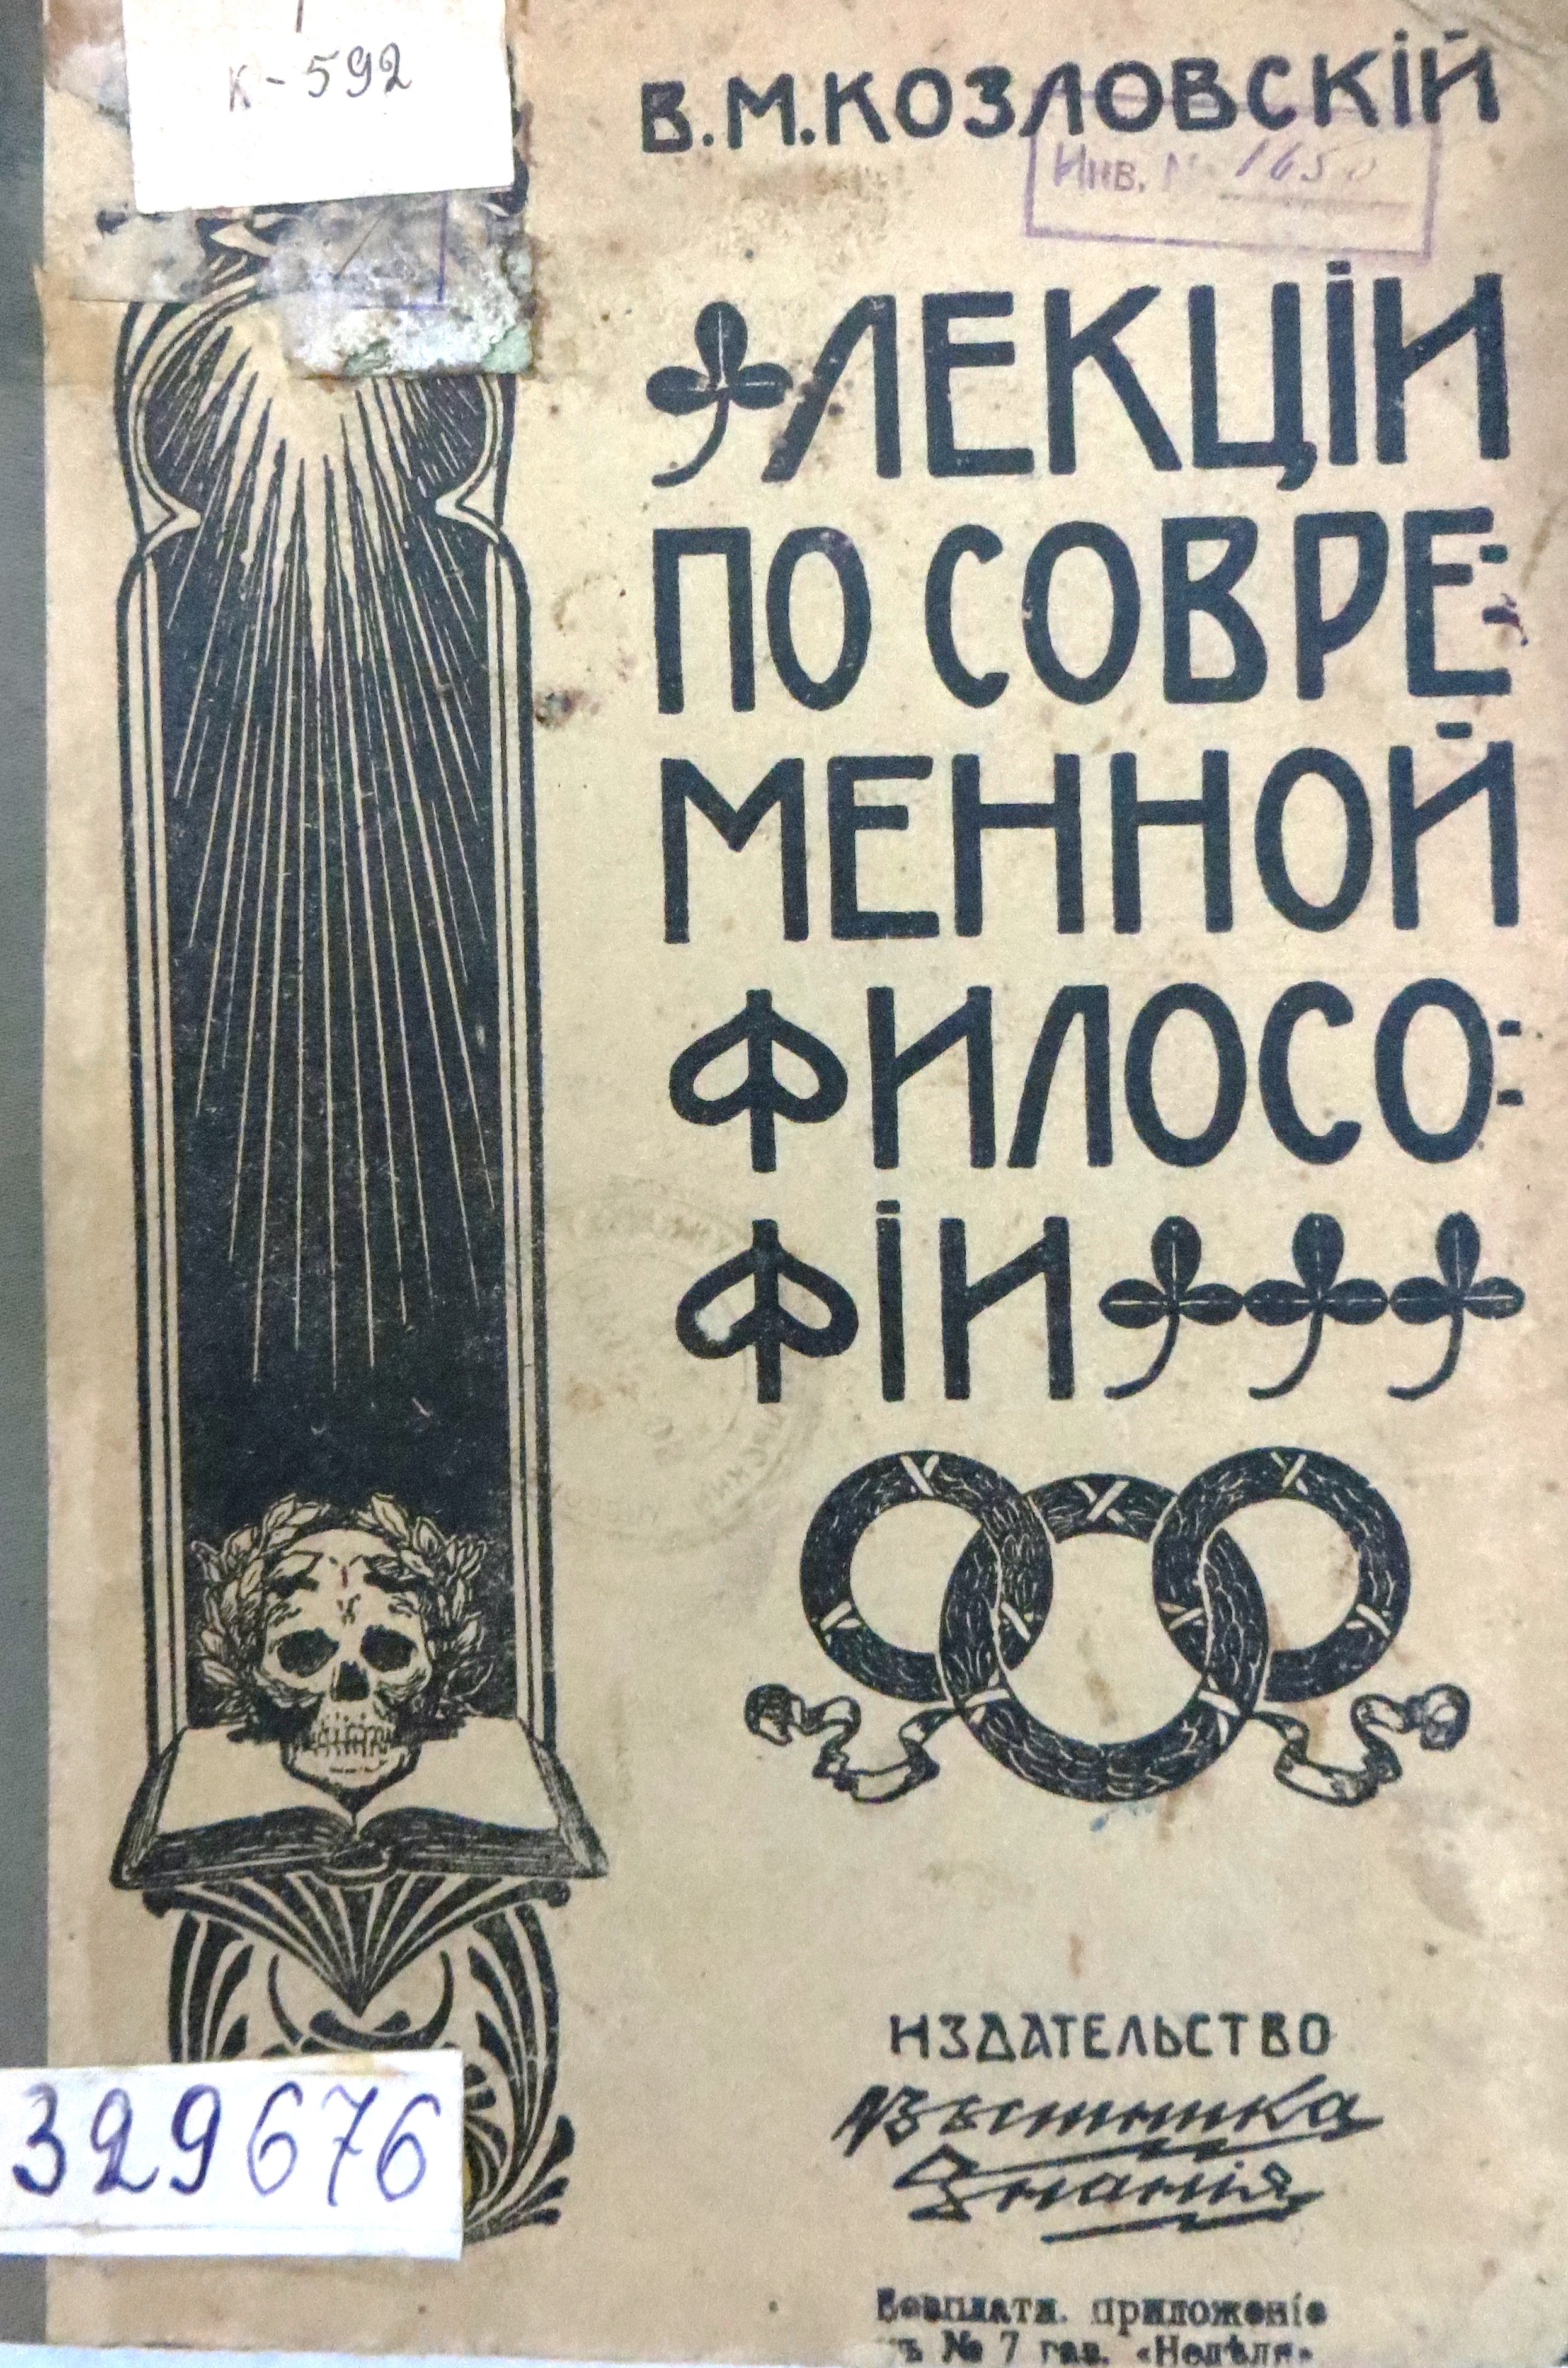 К-592
В.М.КОЗЛОВСКІЙ
Инв. № 1650
ЛЕКЦІИ
ПО СОВРЕ=
МЕННОЙ
ФИЛОСО=
ФІИ
ИЗДАТЕЛЬСТВО
Вѣстника
Знанія
329676
Безплатн. приложеніе
къ № 7 газ. «Недѣля»